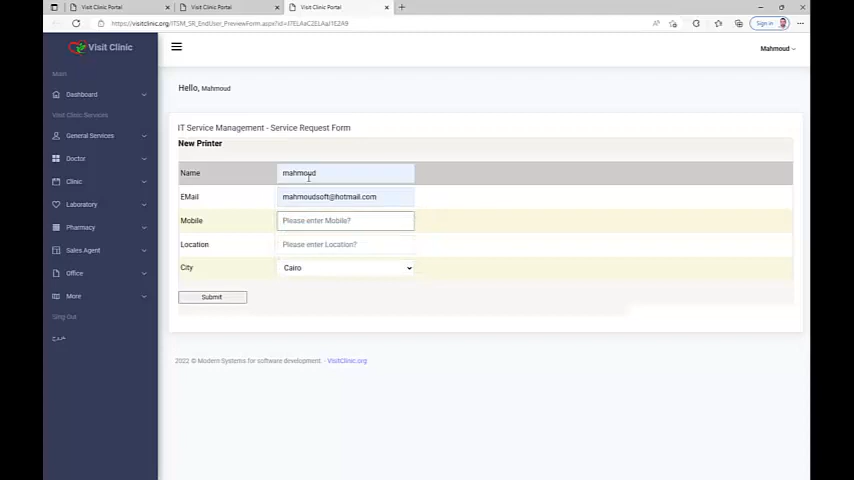 Visit Clinic Portal
Visit Clinic Portal
Visit Clinic Portal
Sign in
Visit Clinic
Mahmoud
Hello, Mahmoud
Main
Dashboard
Visit Clinic Services
General Services
Doctor
Clinic
Laboratory
Pharmacy
Sales Agent
Office
More
Sing Out
خروج
IT Service Management - Service Request Form
New Printer
Name mahmoud
EMail mahmoudsoft@hotmail.com
Mobile Please enter Mobile?
Location Please enter Location?
City Cairo
Submit
2022 © Modern Systems for software development. - VisitClinic.org